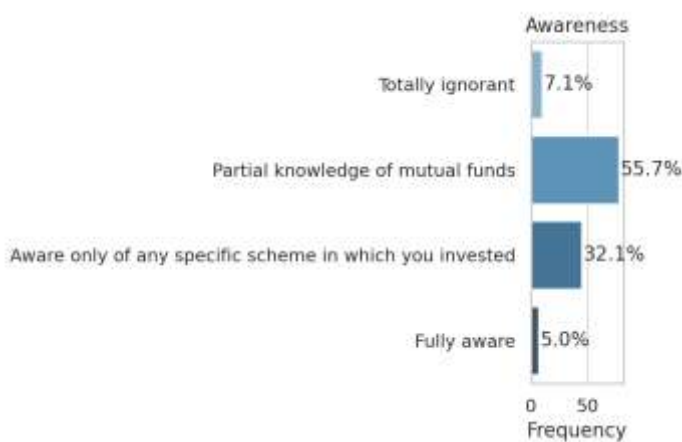 Awareness
Totally ignorant 7.1%
Partial knowledge of mutual funds 55.7%
Aware only of any specific scheme in which you invested 32.1%
Fully aware 5.0%
0 50
Frequency